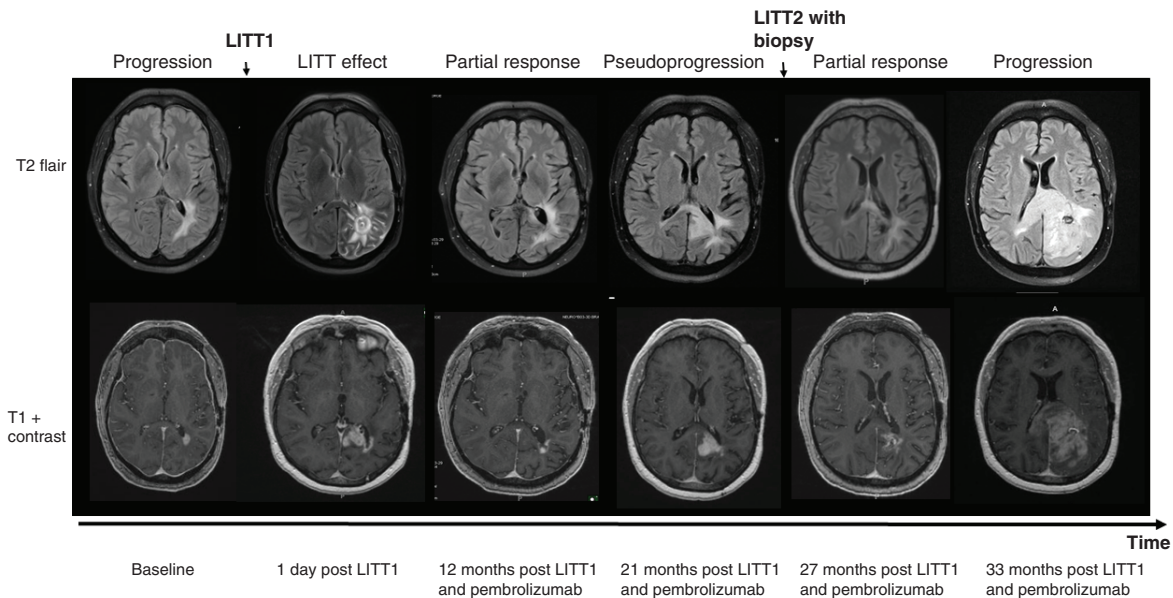 LITT1
LITT2 with
biopsy
Progression
LITT effect
Partial response
Pseudoprogression
Partial response
Progression
T2 flair
A
T1 +
contrast
A
Time
Baseline
1 day post LITT1
12 months post LITT1
and pembrolizumab
21 months post LITT1
and pembrolizumab
27 months post LITT1
and pembrolizumab
33 months post LITT1
and pembrolizumab